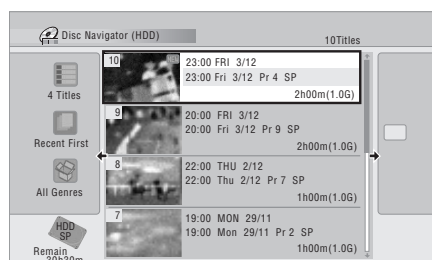 Disc Navigator (HDD)
10Titles
4 Titles
Recent First
All Genres
HDD
SP
Remain
30h30m
10
23:00 FRI 3/12
23:00 Fri 3/12 Pr 4 SP
2h00m(1.0G)
9
20:00 FRI 3/12
20:00 Fri 3/12 Pr 9 SP
2h00m(1.0G)
8
22:00 THU 2/12
22:00 Thu 2/12 Pr 7 SP
1h00m(1.0G)
7
19:00 MON 29/11
19:00 Mon 29/11 Pr 2 SP
1h00m(1.0G)